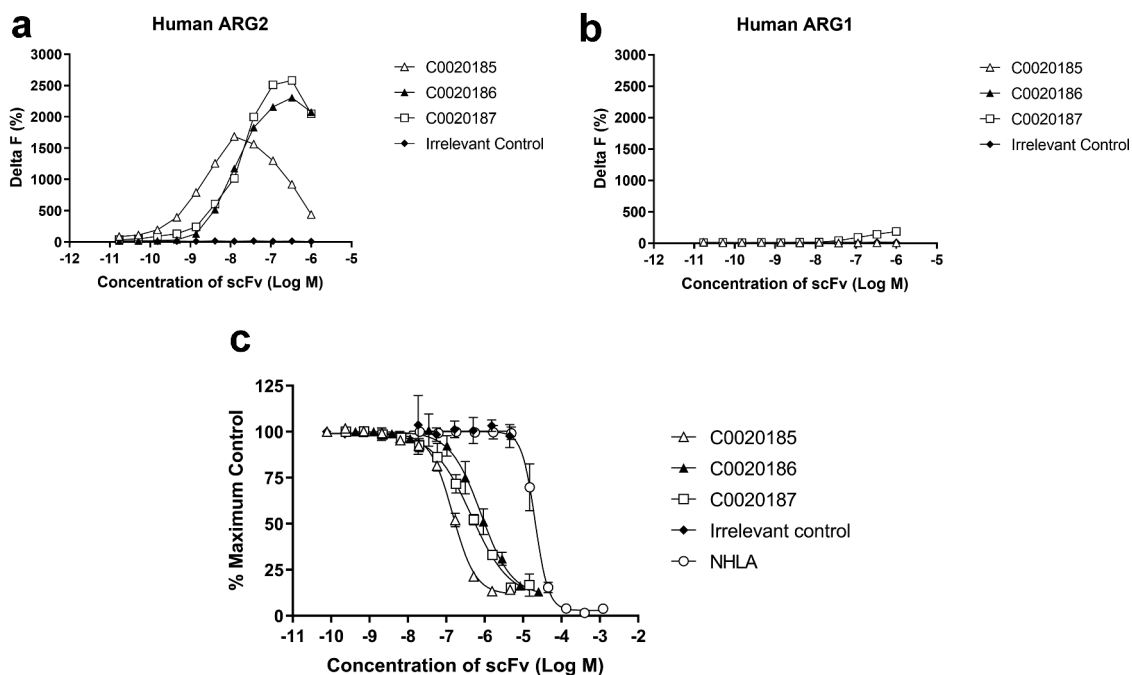 a
Human ARG2
3000
2500
2000
1500
1000
500
0
Delta F (%)
-12 -11 -10 -9 -8 -7 -6 -5
Concentration of scFv (Log M)
C0020185
C0020186
C0020187
Irrelevant Control
b
Human ARG1
3000
2500
2000
1500
1000
500
0
Delta F (%)
-12 -11 -10 -9 -8 -7 -6 -5
Concentration of scFv (Log M)
C0020185
C0020186
C0020187
Irrelevant Control
c
125
100
75
50
25
0
% Maximum Control
-11 -10 -9 -8 -7 -6 -5 -4 -3 -2
Concentration of scFv (Log M)
C0020185
C0020186
C0020187
Irrelevant control
NHLA